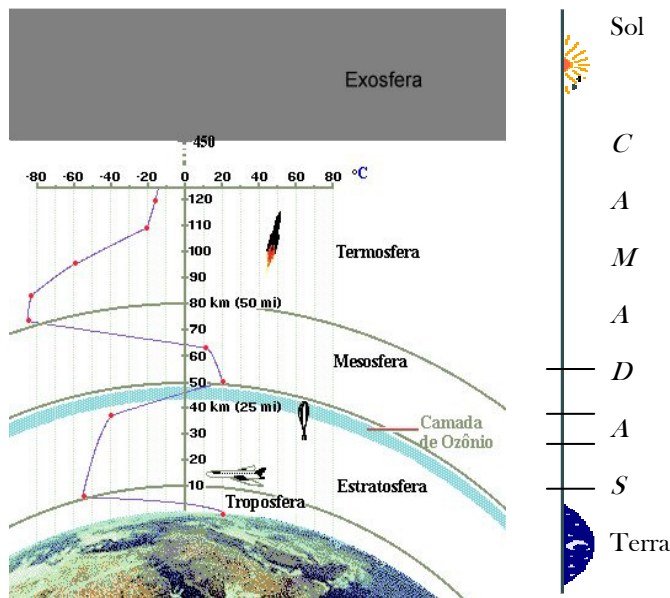 Exosfera
450
-80 -60 -40 -20 0 20 40 60 80 °C
120
110
100
90
80 km (50 mi)
70
60
50
40 km (25 mi)
30
20
10
Termosfera
Mesosfera
Camada
de Ozônio
Estratosfera
Troposfera
Sol
C
A
M
A
D
A
S
Terra